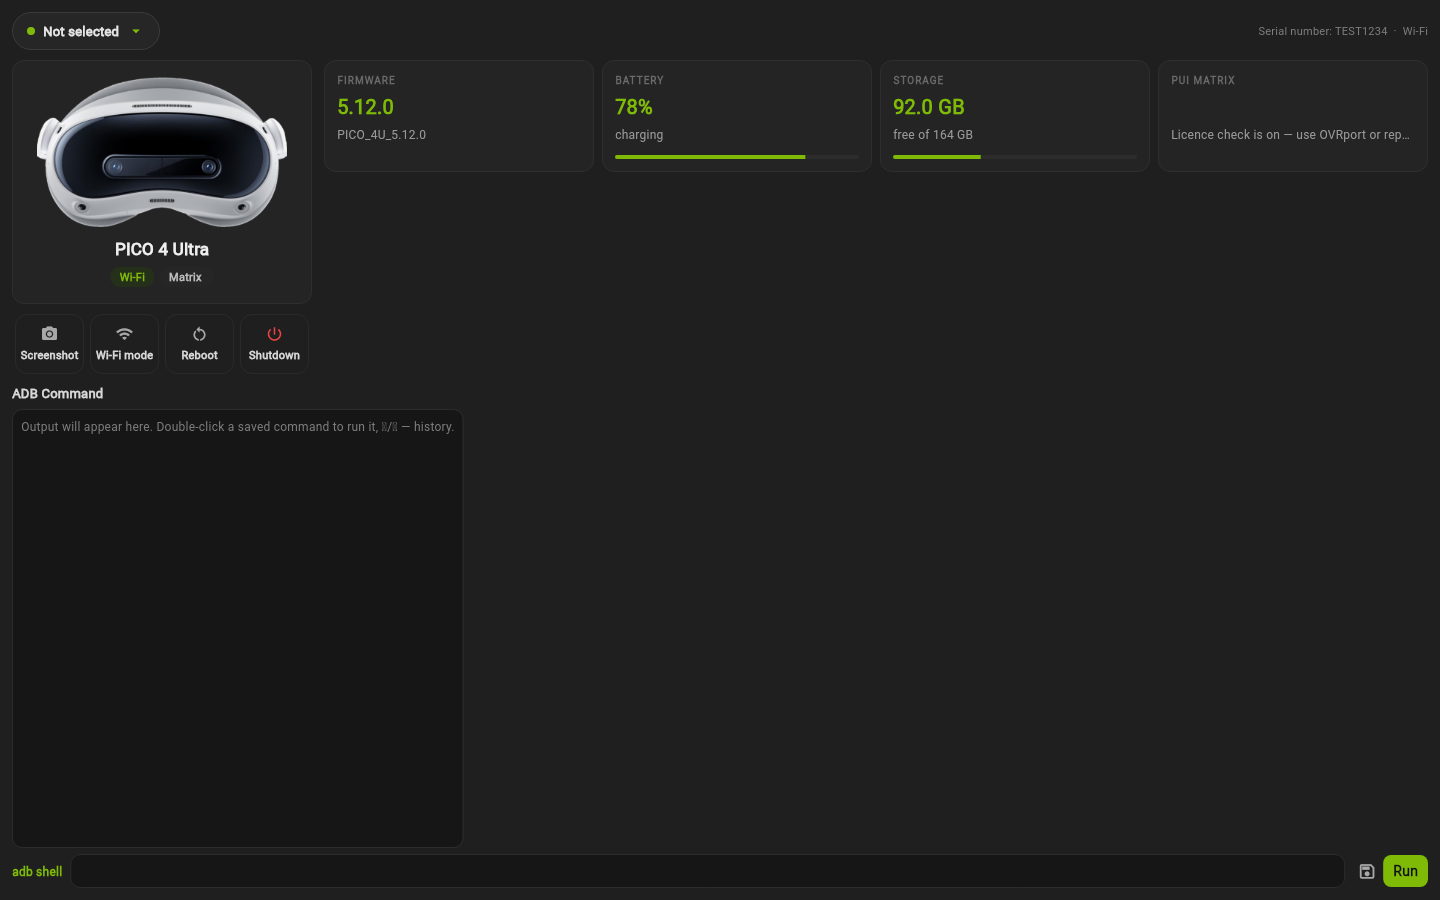 Not selected
Serial number: TEST1234 · Wi-Fi
FIRMWARE
5.12.0
PICO_4U_5.12.0
BATTERY
78%
charging
STORAGE
92.0 GB
free of 164 GB
PUI MATRIX
Licence check is on — use OVRport or rep...
PICO 4 Ultra
Wi-Fi Matrix
Screenshot Wi-Fi mode Reboot Shutdown
ADB Command
Output will appear here. Double-click a saved command to run it, / — history.
adb shell
Run